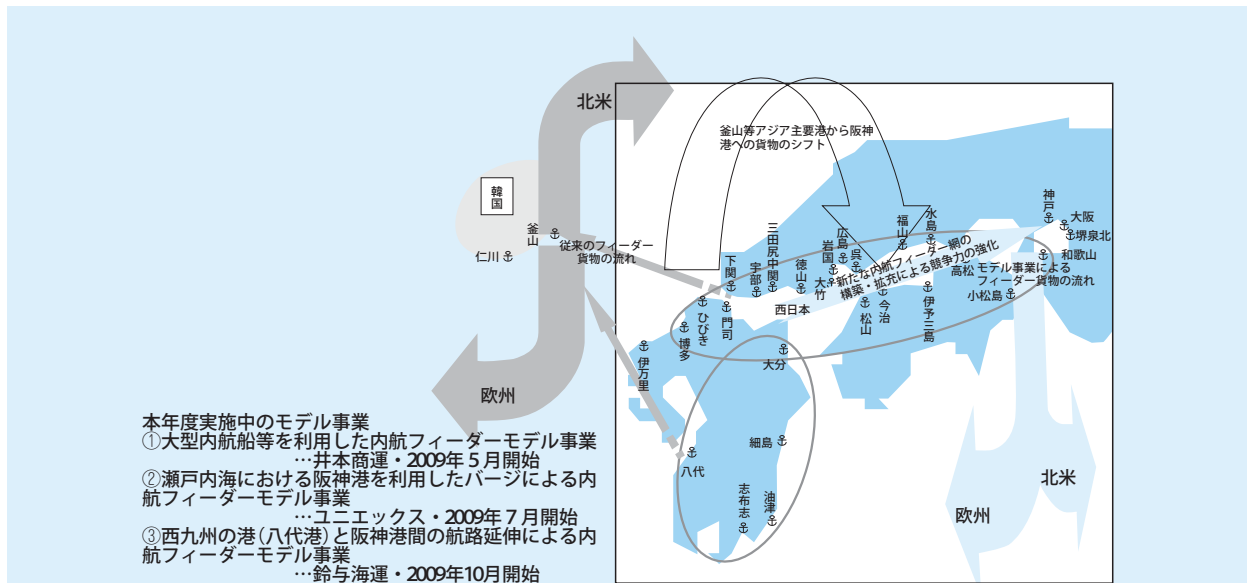 北米
釜山等アジア主要港から阪神
港への貨物のシフト
韓国
釜山
仁川
従来のフィーダー
貨物の流れ
欧州
下関
宇部
三田尻中関
徳山
岩国
大竹
広島
呉
福山
水島
神戸
大阪
堺泉北
和歌山
新たな内航フィーダー網の
構築・拡充による競争力の強化
高松
モデル事業による
フィーダー貨物の流れ
小松島
西日本
松山
今治
伊予三島
ひびき
門司
博多
伊万里
大分
細島
八代
志布志
油津
北米
欧州
本年度実施中のモデル事業
①大型内航船等を利用した内航フィーダーモデル事業
…井本商運・2009年5月開始
②瀬戸内海における阪神港を利用したバージによる内
航フィーダーモデル事業
…ユニエックス・2009年7月開始
③西九州の港(八代港)と阪神港間の航路延伸による内
航フィーダーモデル事業
…鈴与海運・2009年10月開始